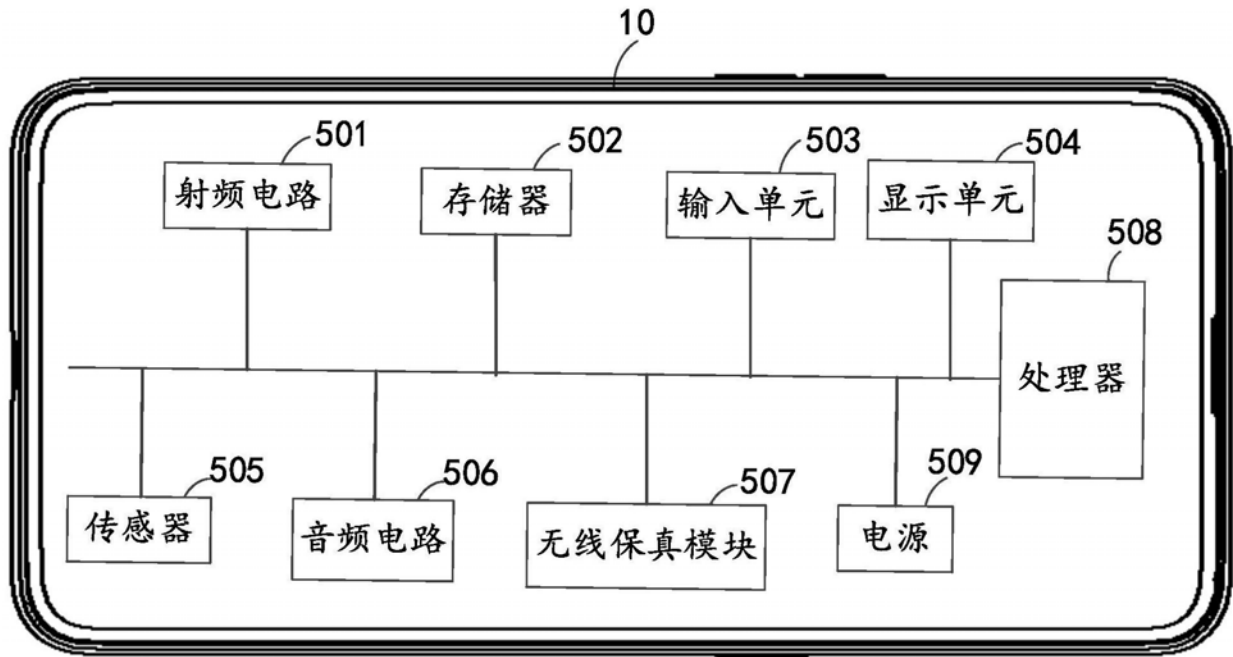 10
501
502
503
504
射频电路
存储器
输入单元
显示单元
508
处理器
505
506
507
509
传感器
音频电路
无线保真模块
电源